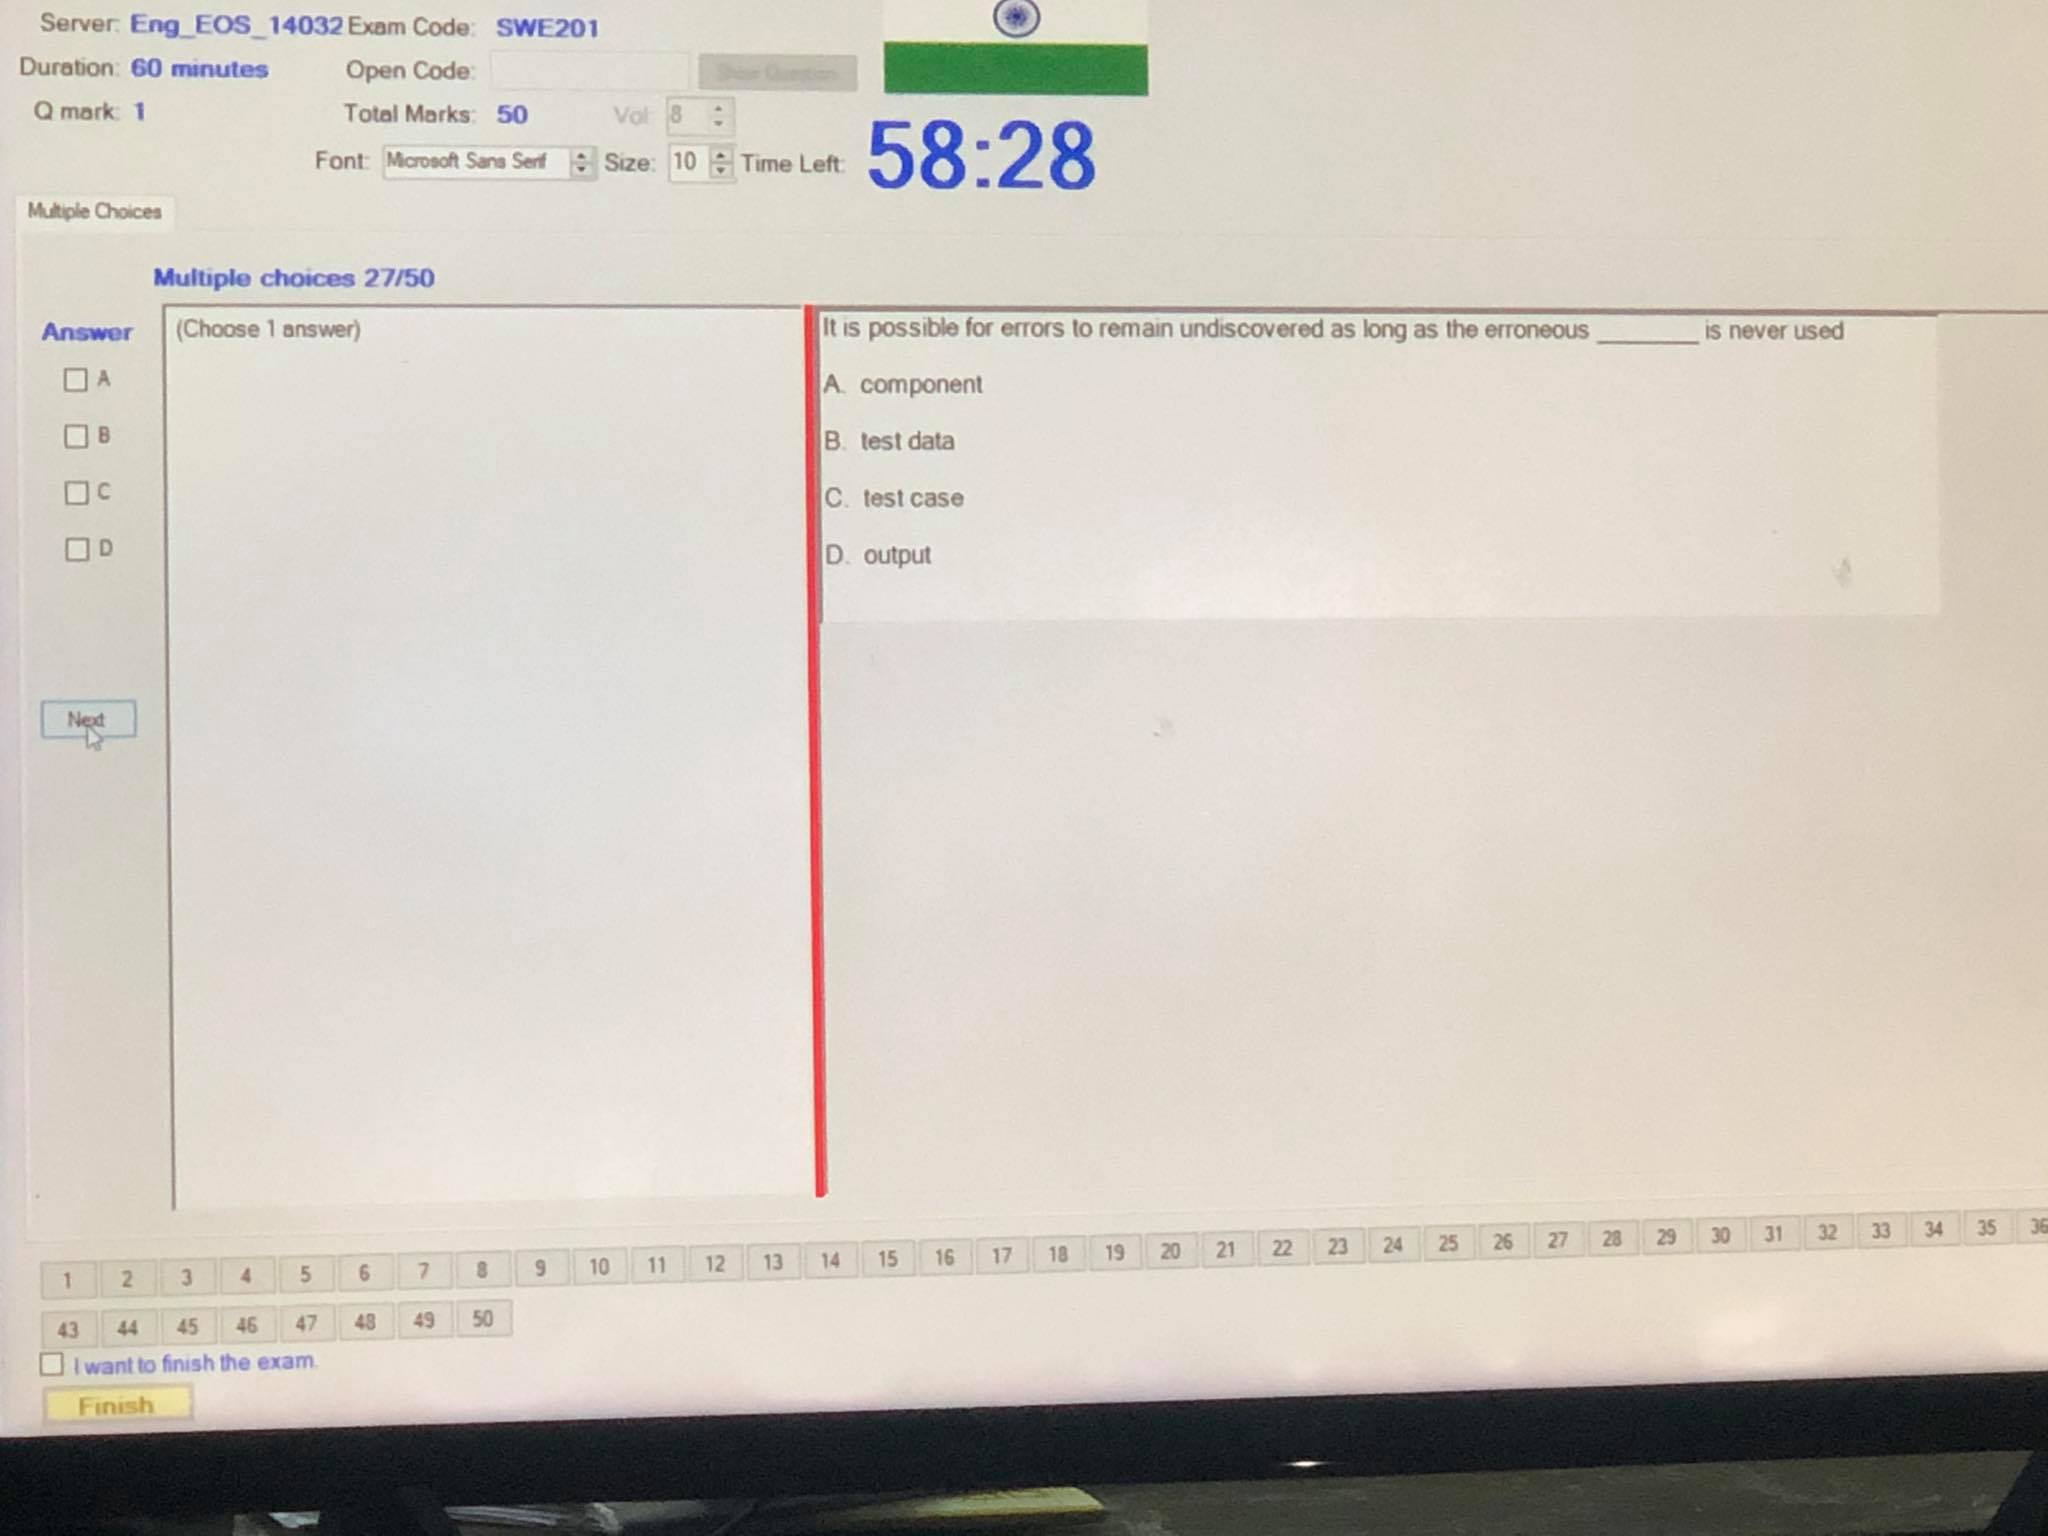 Server: Eng_EOS_14032 Exam Code: SWE201
Duration: 60 minutes Open Code: Show Question
Q mark: 1 Total Marks: 50 Vol: 8
Font: Microsoft Sans Serif Size: 10 Time Left: 58:28
Multiple Choices
Multiple choices 27/50
Answer
A
B
C
D
Next
(Choose 1 answer)
It is possible for errors to remain undiscovered as long as the erroneous ________ is never used
A. component
B. test data
C. test case
D. output
1 2 3 4 5 6 7 8 9 10 11 12 13 14 15 16 17 18 19 20 21 22 23 24 25 26 27 28 29 30 31 32 33 34 35 36
43 44 45 46 47 48 49 50
I want to finish the exam.
Finish